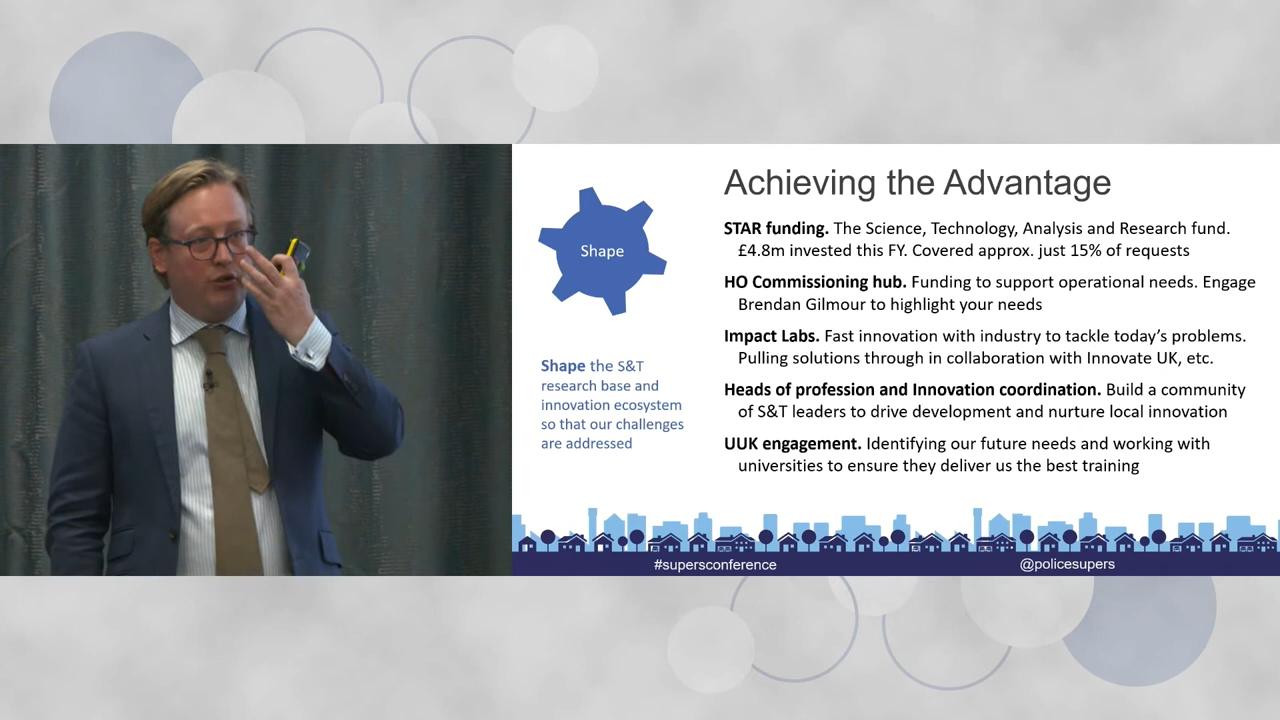 Achieving the Advantage
Shape
STAR funding. The Science, Technology, Analysis and Research fund.
£4.8m invested this FY. Covered approx. just 15% of requests
HO Commissioning hub. Funding to support operational needs. Engage
Brendan Gilmour to highlight your needs
Impact Labs. Fast innovation with industry to tackle today’s problems.
Pulling solutions through in collaboration with Innovate UK, etc.
Heads of profession and Innovation coordination. Build a community
of S&T leaders to drive development and nurture local innovation
UUK engagement. Identifying our future needs and working with
universities to ensure they deliver us the best training
Shape the S&T
research base and
innovation ecosystem
so that our challenges
are addressed
#supersconference
@policesupers